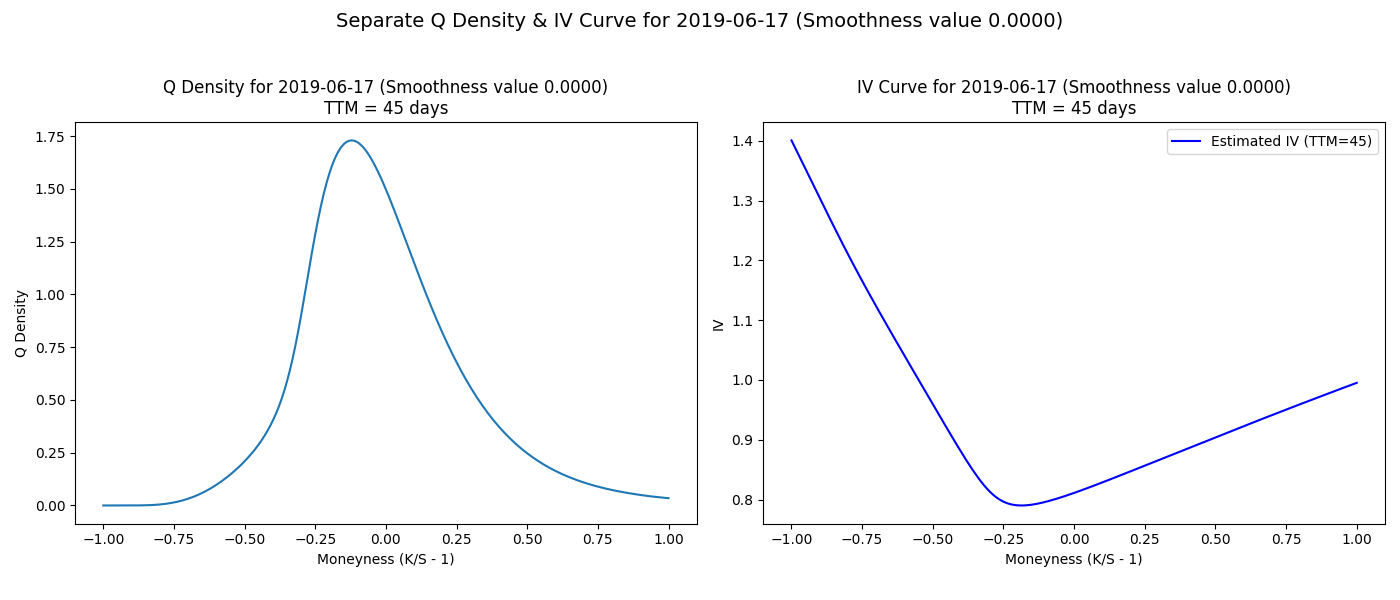 Separate Q Density & IV Curve for 2019-06-17 (Smoothness value 0.0000)
Q Density for 2019-06-17 (Smoothness value 0.0000)
TTM = 45 days
1.75
1.50
1.25
1.00
0.75
0.50
0.25
0.00
Q Density
−1.00 −0.75 −0.50 −0.25 0.00 0.25 0.50 0.75 1.00
Moneyness (K/S - 1)
IV Curve for 2019-06-17 (Smoothness value 0.0000)
TTM = 45 days
Estimated IV (TTM=45)
1.4
1.3
1.2
1.1
1.0
0.9
0.8
IV
−1.00 −0.75 −0.50 −0.25 0.00 0.25 0.50 0.75 1.00
Moneyness (K/S - 1)